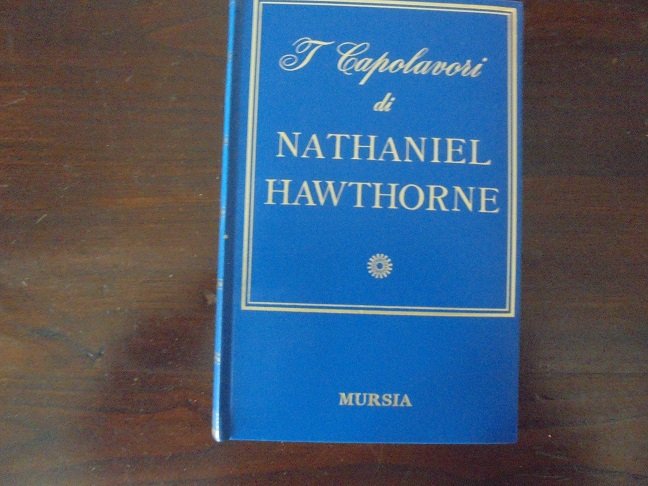 I Capolavori
di
NATHANIEL
HAWTHORNE
MURSIA